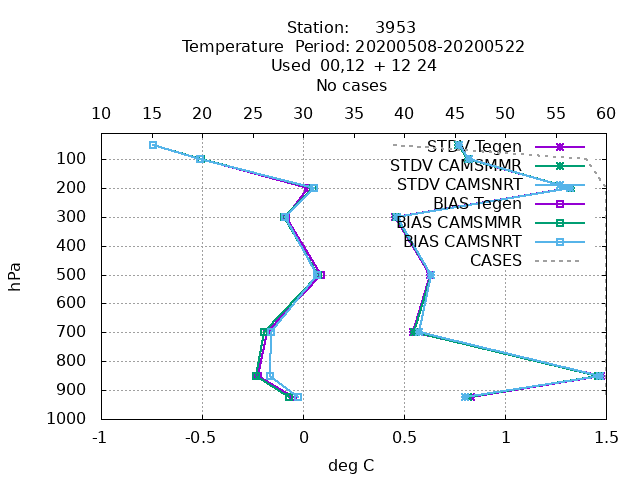 Station: 3953
Temperature Period: 20200508-20200522
Used 00,12 + 12 24
No cases
10 15 20 25 30 35 40 45 50 55 60
STDV Tegen
100
STDV CAMSMMR
STDV CAMSNRT
200
BIAS Tegen
300
BIAS CAMSMMR
BIAS CAMSNRT
400
CASES
500
hPa
600
700
800
900
1000
-1 -0.5 0 0.5 1 1.5
deg C